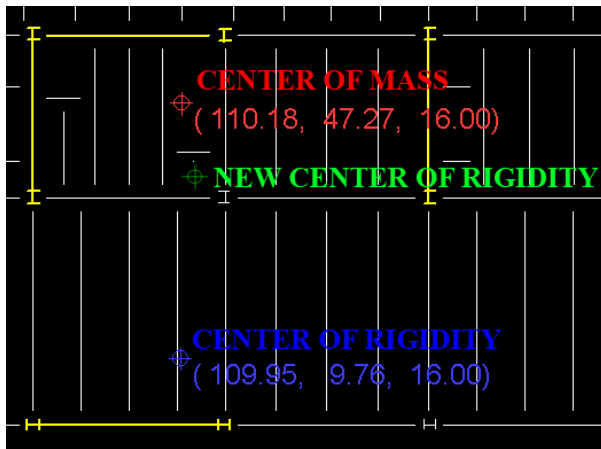 CENTER OF MASS
( 110.18, 47.27, 16.00)
NEW CENTER OF RIGIDITY
CENTER OF RIGIDITY
( 109.95, 9.76, 16.00)